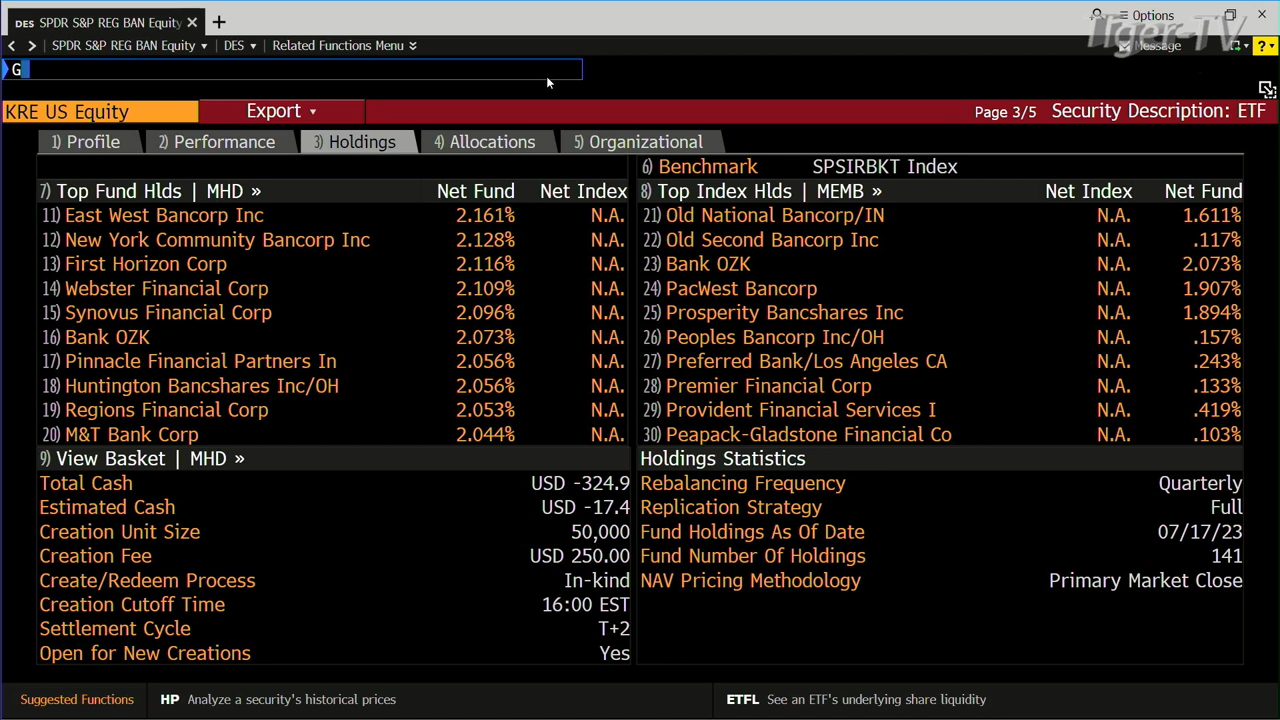 DES SPDR S&P REG BAN Equity
Options
SPDR S&P REG BAN Equity DES Related Functions Menu
Message
Tiger-TV
G
KRE US Equity Export Page 3/5 Security Description: ETF
1) Profile 2) Performance 3) Holdings 4) Allocations 5) Organizational
6) Benchmark SPSIRBKT Index
7) Top Fund Hlds | MHD » Net Fund Net Index
11) East West Bancorp Inc 2.161% N.A.
12) New York Community Bancorp Inc 2.128% N.A.
13) First Horizon Corp 2.116% N.A.
14) Webster Financial Corp 2.109% N.A.
15) Synovus Financial Corp 2.096% N.A.
16) Bank OZK 2.073% N.A.
17) Pinnacle Financial Partners In 2.056% N.A.
18) Huntington Bancshares Inc/OH 2.056% N.A.
19) Regions Financial Corp 2.053% N.A.
20) M&T Bank Corp 2.044% N.A.
8) Top Index Hlds | MEMB » Net Index Net Fund
21) Old National Bancorp/IN N.A. 1.611%
22) Old Second Bancorp Inc N.A. .117%
23) Bank OZK N.A. 2.073%
24) PacWest Bancorp N.A. 1.907%
25) Prosperity Bancshares Inc N.A. 1.894%
26) Peoples Bancorp Inc/OH N.A. .157%
27) Preferred Bank/Los Angeles CA N.A. .243%
28) Premier Financial Corp N.A. .133%
29) Provident Financial Services I N.A. .419%
30) Peapack-Gladstone Financial Co N.A. .103%
9) View Basket | MHD »
Total Cash USD -324.9
Estimated Cash USD -17.4
Creation Unit Size 50,000
Creation Fee USD 250.00
Create/Redeem Process In-kind
Creation Cutoff Time 16:00 EST
Settlement Cycle T+2
Open for New Creations Yes
Holdings Statistics
Rebalancing Frequency Quarterly
Replication Strategy Full
Fund Holdings As Of Date 07/17/23
Fund Number Of Holdings 141
NAV Pricing Methodology Primary Market Close
Suggested Functions HP Analyze a security's historical prices ETFL See an ETF's underlying share liquidity